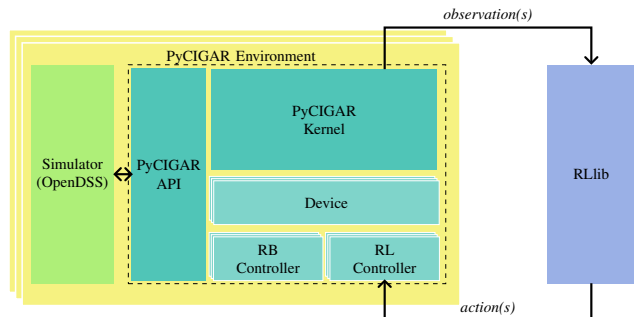 observation(s)
PyCIGAR Environment
PyCIGAR
Kernel
Simulator
(OpenDSS)
PyCIGAR
API
RLlib
Device
RB
Controller
RL
Controller
action(s)